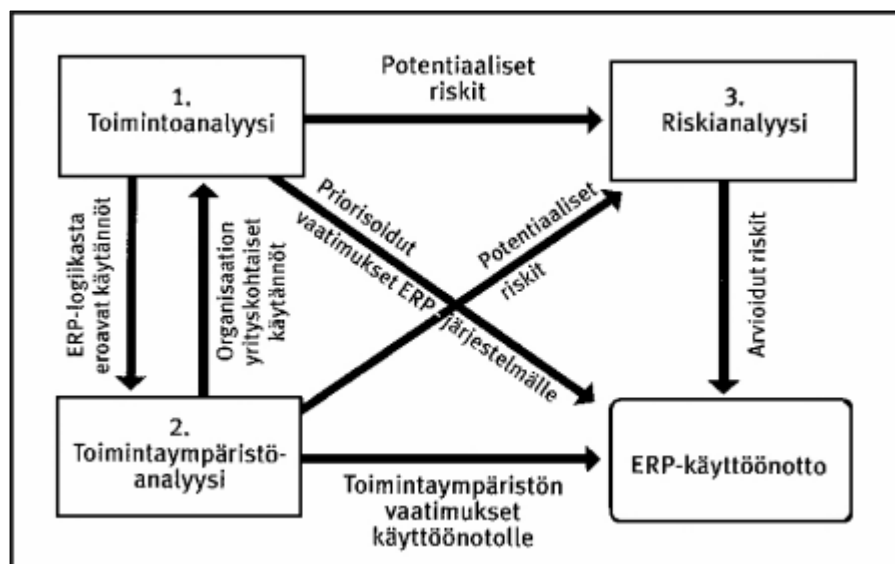 1.
Toimintoanalyysi
Potentiaaliset
riskit
3.
Riskianalyysi
ERP-logiikasta
eroavat käytännöt
Organisaation
yrityskohtaiset
käytännöt
Priorisoidut
vaatimukset ERP-järjestelmälle
Potentiaaliset
riskit
Arvioidut riskit
2.
Toimintaympäristö-
analyysi
Toimintaympäristön
vaatimukset
käyttöönotolle
ERP-käyttöönotto